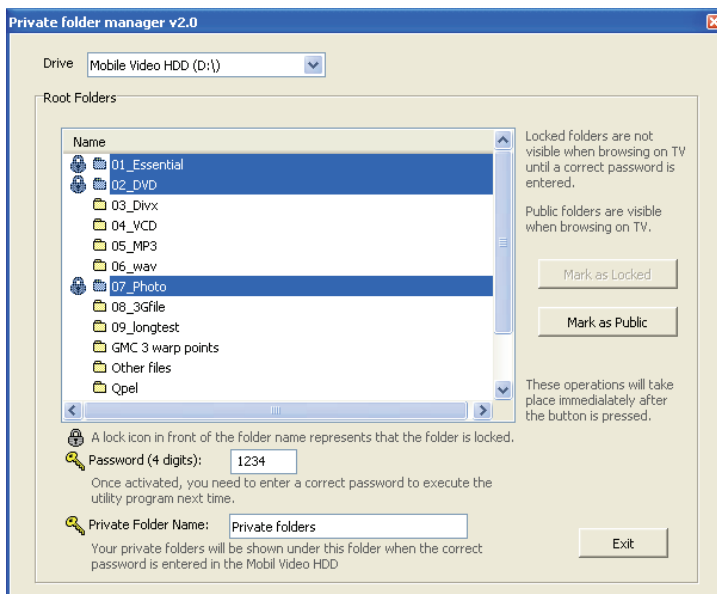 Private folder manager v2.0
Drive
Mobile Video HDD (D:\)
Root Folders
Name
01_Essential
02_DVD
03_Divx
04_VCD
05_MP3
06_wav
07_Photo
08_3Gfile
09_longtest
GMC 3 warp points
Other files
Qpel
Locked folders are not
visible when browsing on TV
until a correct password is
entered.
Public folders are visible
when browsing on TV.
Mark as Locked
Mark as Public
These operations will take
place immedialately after
the button is pressed.
A lock icon in front of the folder name represents that the folder is locked.
Password (4 digits):
1234
Once activated, you need to enter a correct password to execute the
utility program next time.
Private Folder Name:
Private folders
Your private folders will be shown under this folder when the correct
password is entered in the Mobil Video HDD
Exit